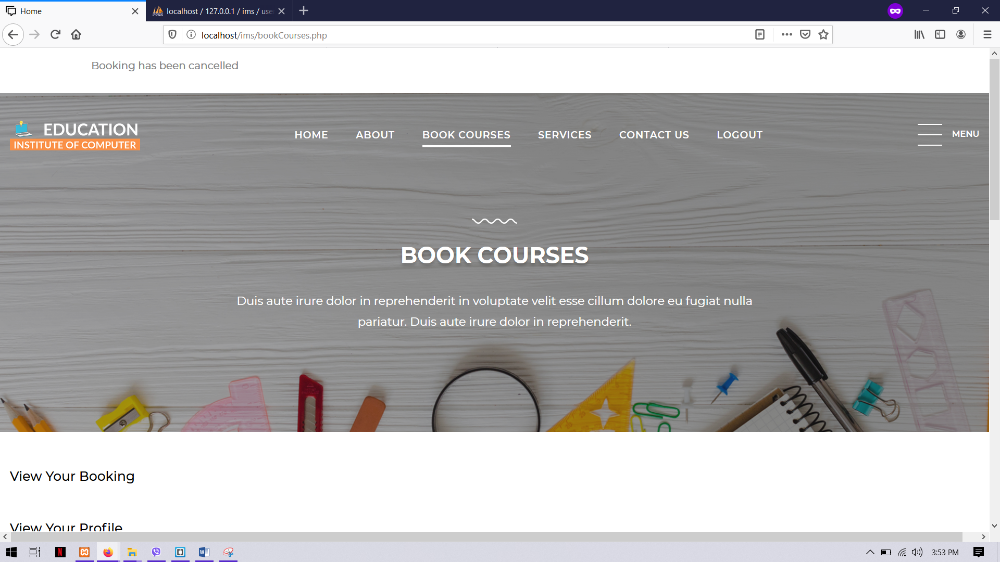 Home
localhost / 127.0.0.1 / ims / use
localhost/ims/bookCourses.php
Booking has been cancelled
EDUCATION
INSTITUTE OF COMPUTER
HOME
ABOUT
BOOK COURSES
SERVICES
CONTACT US
LOGOUT
MENU
BOOK COURSES
Duis aute irure dolor in reprehenderit in voluptate velit esse cillum dolore eu fugiat nulla
pariatur. Duis aute irure dolor in reprehenderit.
View Your Booking
View Your Profile
3:53 PM